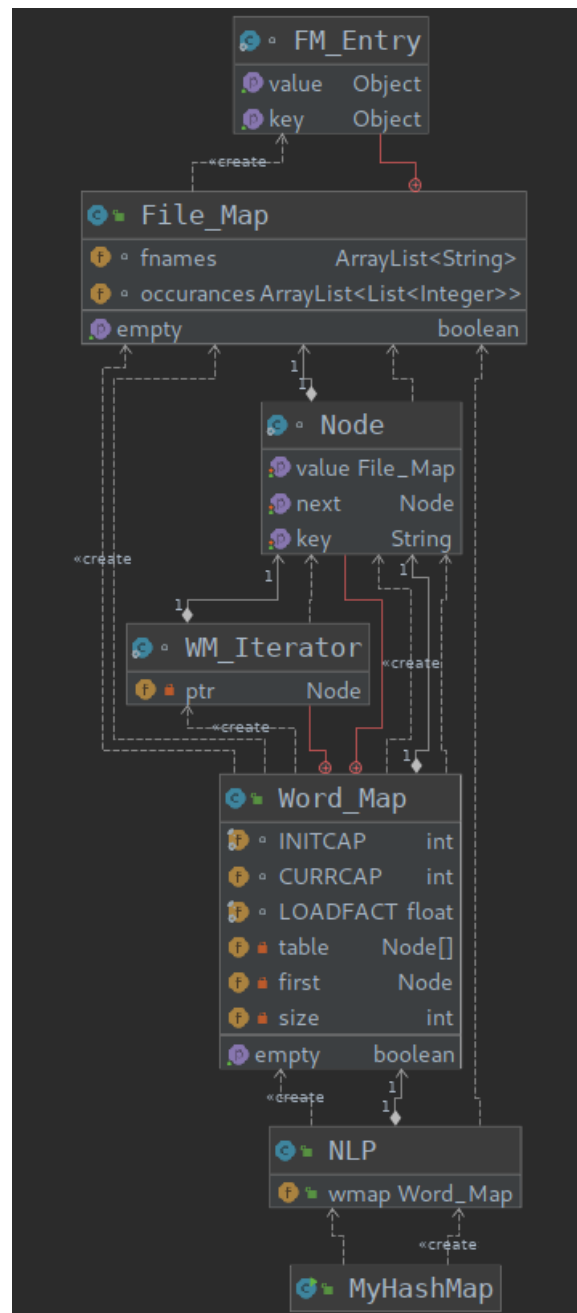 FM_Entry
value Object
key Object
«create
File_Map
fnames ArrayList<String>
occurances ArrayList<List<Integer>>
empty boolean
1
1
Node
value File_Map
next Node
key String
«create
1
1
1
WM_Iterator
«create
ptr Node
«create
1
Word_Map
INITCAP int
CURRCAP int
LOADFACT float
table Node[]
first Node
size int
empty boolean
«create
1
1
NLP
wmap Word_Map
«create
MyHashMap